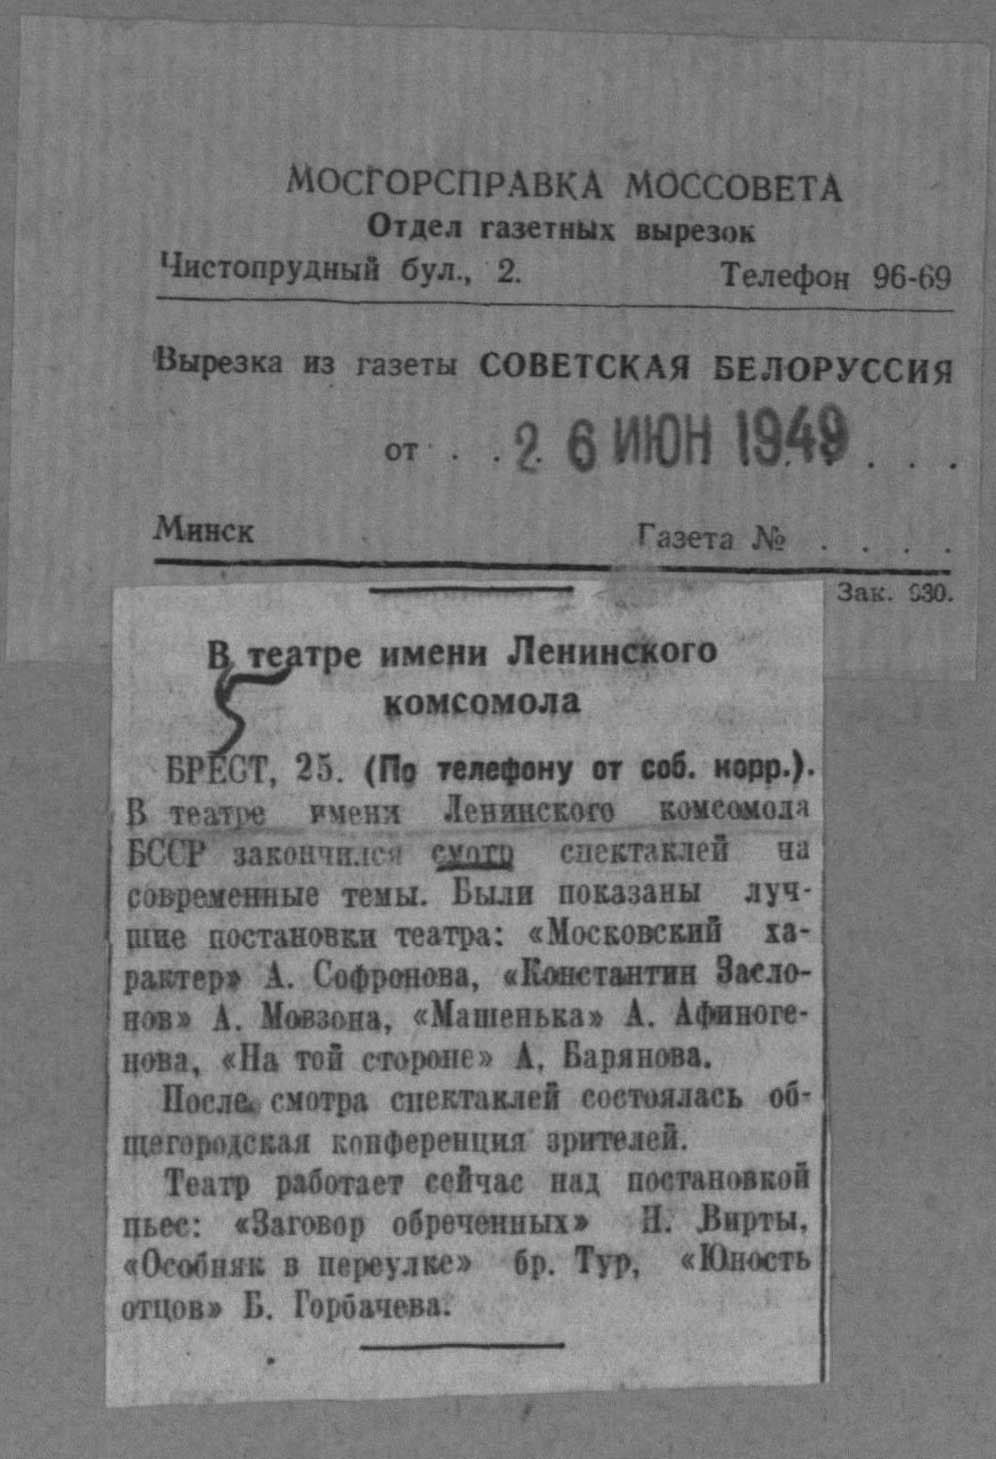 МОСГОРСПРАВКА МОССОВЕТА
Отдел газетных вырезок
Чистопрудный бул., 2. Телефон 96-69
Вырезка из газеты СОВЕТСКАЯ БЕЛОРУССИЯ
от . . . 26 ИЮН 1949 . . .
Минск Газета № . . . .
Зак. 930.
В театре имени Ленинского
комсомола
БРЕСТ, 25. (По телефону от соб. корр.).
В театре имени Ленинского комсомола
БССР закончился смотр спектаклей на
современные темы. Были показаны луч-
шие постановки театра: «Московский ха-
рактер» А. Софронова, «Константин Засло-
нов» А. Мовзона, «Машенька» А. Афиноге-
нова, «На той стороне» А. Барянова.
После смотра спектаклей состоялась об-
щегородская конференция зрителей.
Театр работает сейчас над постановкой
пьес: «Заговор обреченных» Н. Вирты,
«Особняк в переулке» бр. Тур, «Юность
отцов» Б. Горбачева.